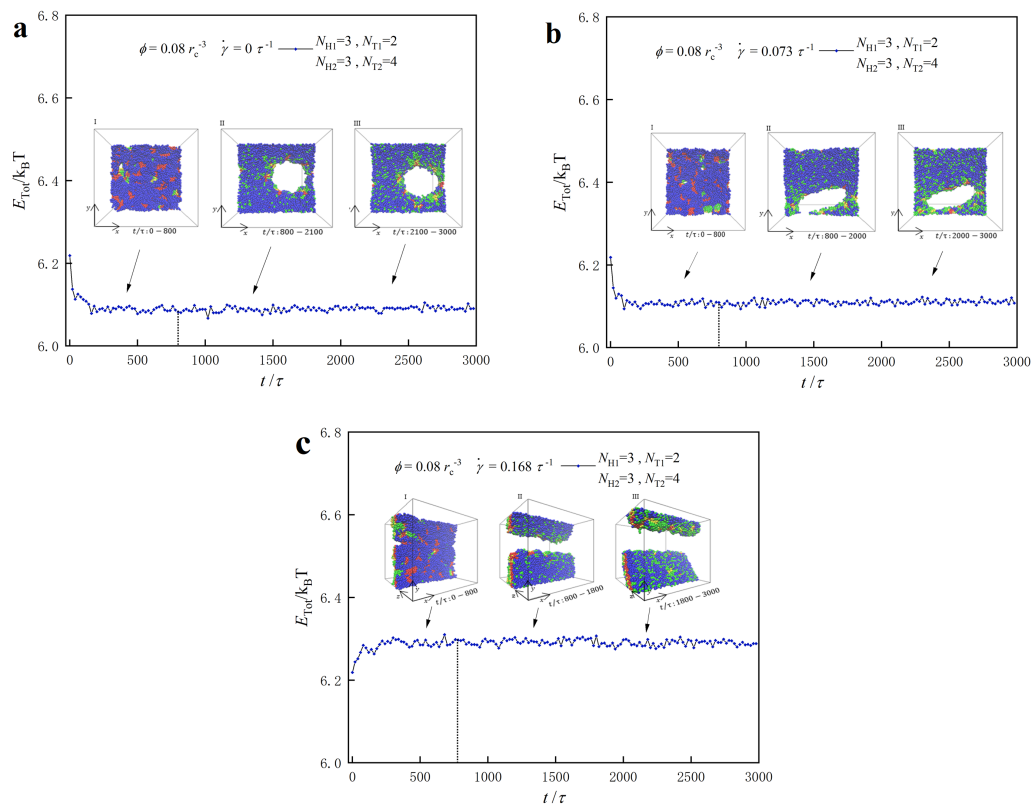 a
ϕ = 0.08 r_c^-3 γ̇ = 0 τ^-1 N_H1=3 , N_T1=2
N_H2=3 , N_T2=4
6.8
6.6
6.4
6.2
6.0
E_Tot/k_BT
I
II
III
y
x
t/τ:0−800
y
x
t/τ:800−2100
y
x
t/τ:2100−3000
0
500
1000
1500
2000
2500
3000
t/τ
b
ϕ = 0.08 r_c^-3 γ̇ = 0.073 τ^-1 N_H1=3 , N_T1=2
N_H2=3 , N_T2=4
6.8
6.6
6.4
6.2
6.0
E_Tot/k_BT
I
II
III
y
x
t/τ:0−800
y
x
t/τ:800−2000
y
x
t/τ:2000−3000
0
500
1000
1500
2000
2500
3000
t/τ
c
ϕ = 0.08 r_c^-3 γ̇ = 0.168 τ^-1 N_H1=3 , N_T1=2
N_H2=3 , N_T2=4
6.8
6.6
6.4
6.2
6.0
E_Tot/k_BT
I
II
III
z
y
x
t/τ:0−800
z
y
x
t/τ:800−1800
y
x
t/τ:1800−3000
0
500
1000
1500
2000
2500
3000
t/τ